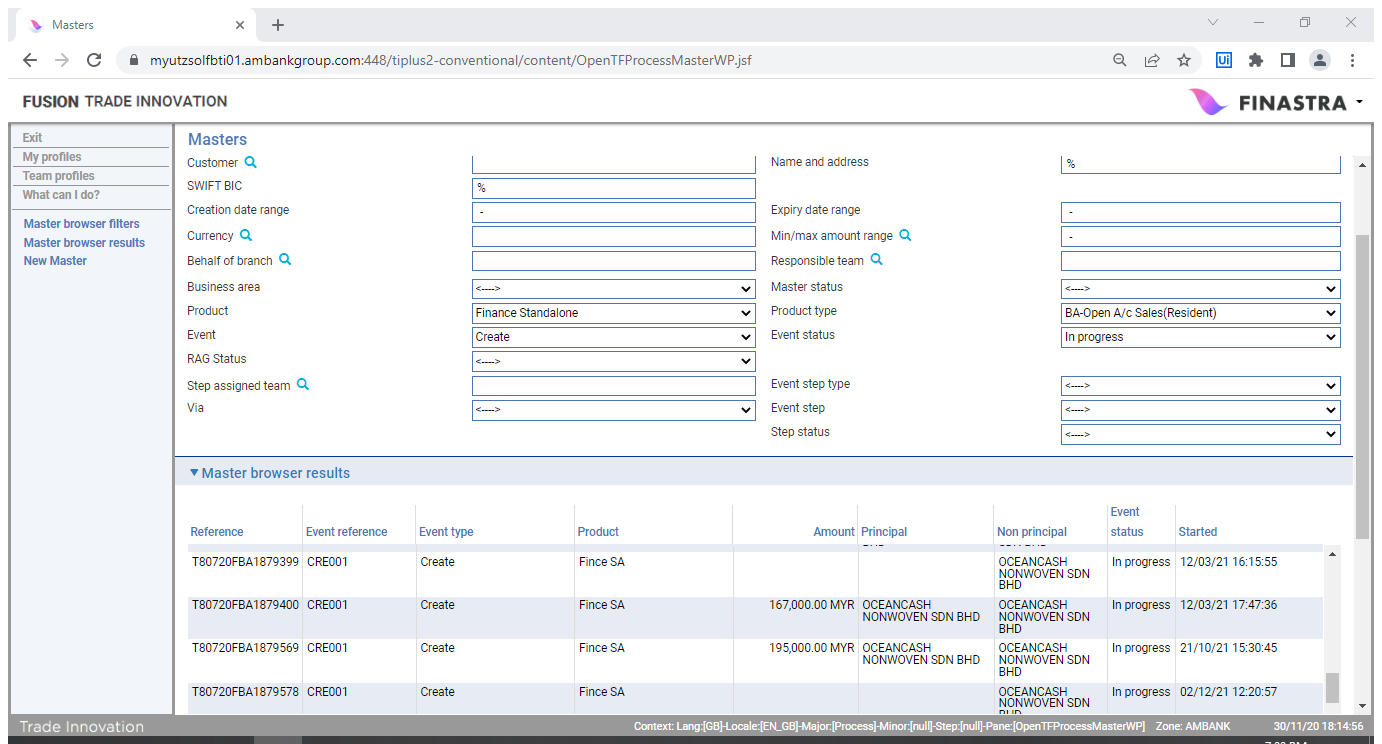 Masters
myutzsolfbti01.ambankgroup.com:448/tiplus2-conventional/content/OpenTFProcessMasterWP.jsf
Ui
FUSION TRADE INNOVATION
FINASTRA
Exit
My profiles
Team profiles
What can I do?
Master browser filters
Master browser results
New Master
Masters
Customer
Name and address %
SWIFT BIC %
Creation date range -
Expiry date range -
Currency
Min/max amount range -
Behalf of branch
Responsible team
Business area <---->
Master status <---->
Product Finance Standalone
Product type BA-Open A/c Sales(Resident)
Event Create
Event status In progress
RAG Status <---->
Step assigned team
Event step type <---->
Via <---->
Event step <---->
Step status <---->
Master browser results
Reference Event reference Event type Product Amount Principal Non principal Event status Started
T80720FBA1879399 CRE001 Create Fince SA OCEANCASH NONWOVEN SDN BHD In progress 12/03/21 16:15:55
T80720FBA1879400 CRE001 Create Fince SA 167,000.00 MYR OCEANCASH NONWOVEN SDN BHD OCEANCASH NONWOVEN SDN BHD In progress 12/03/21 17:47:36
T80720FBA1879569 CRE001 Create Fince SA 195,000.00 MYR OCEANCASH NONWOVEN SDN BHD OCEANCASH NONWOVEN SDN BHD In progress 21/10/21 15:30:45
T80720FBA1879578 CRE001 Create Fince SA OCEANCASH NONWOVEN SDN BHD In progress 02/12/21 12:20:57
Trade Innovation
Context: Lang:[GB]-Locale:[EN_GB]-Major:[Process]-Minor:[null]-Step:[null]-Pane:[OpenTFProcessMasterWP] Zone: AMBANK 30/11/20 18:14:56